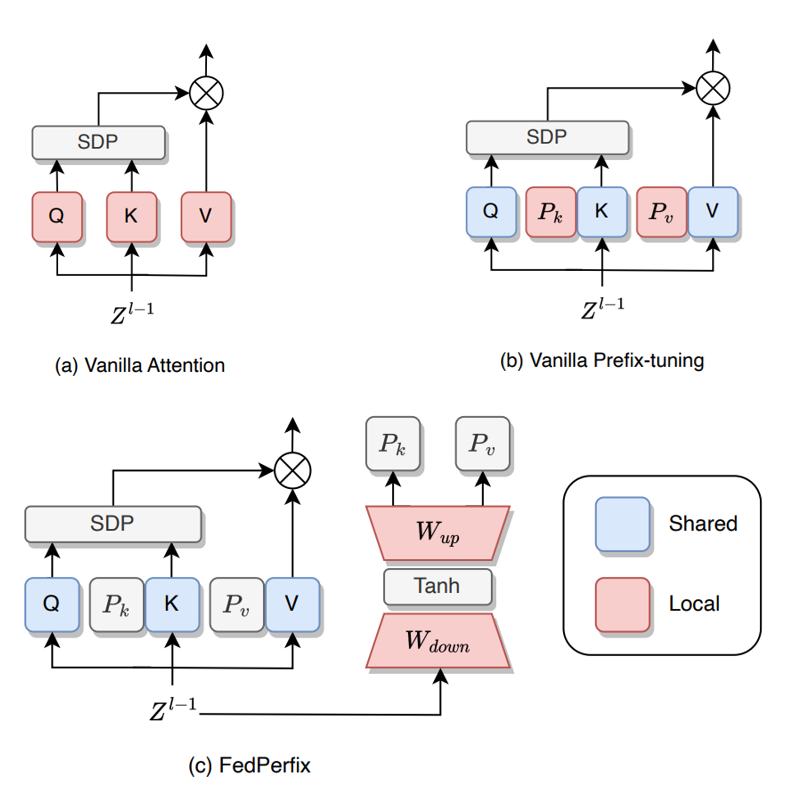 SDP
Q K V
Z^{l-1}
(a) Vanilla Attention
SDP
Q P_k K P_v V
Z^{l-1}
(b) Vanilla Prefix-tuning
SDP
Q P_k K P_v V
Z^{l-1}
P_k P_v
W_{up}
Tanh
W_{down}
(c) FedPerfix
Shared
Local